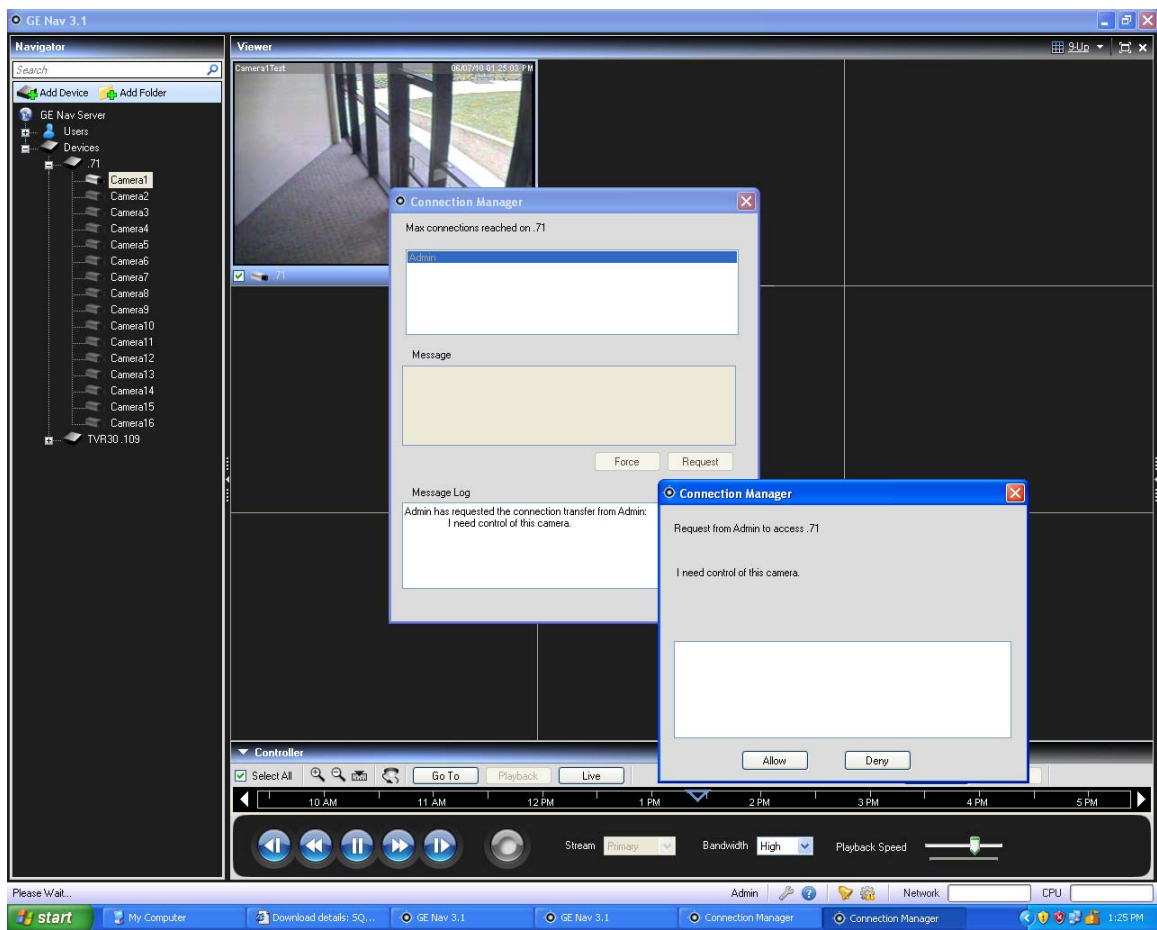 GE Nav 3.1
Navigator
Viewer
9-Up
Search
Add Device Add Folder
GE Nav Server
Users
Devices
.71
Camera1
Camera2
Camera3
Camera4
Camera5
Camera6
Camera7
Camera8
Camera9
Camera10
Camera11
Camera12
Camera13
Camera14
Camera15
Camera16
TVR30 .109
Camera1Test 06/07/10 01:25:03 PM
.71
Connection Manager
Max connections reached on .71
Admin
Message
Force Request
Message Log
Admin has requested the connection transfer from Admin:
I need control of this camera.
Connection Manager
Request from Admin to access .71
I need control of this camera.
Allow Deny
Controller
Select All Go To Playback Live
10 AM 11 AM 12 PM 1 PM 2 PM 3 PM 4 PM 5 PM
Stream Primary Bandwidth High Playback Speed
Please Wait... Admin Network CPU
start My Computer Download details: SQ... GE Nav 3.1 GE Nav 3.1 Connection Manager Connection Manager 1:25 PM